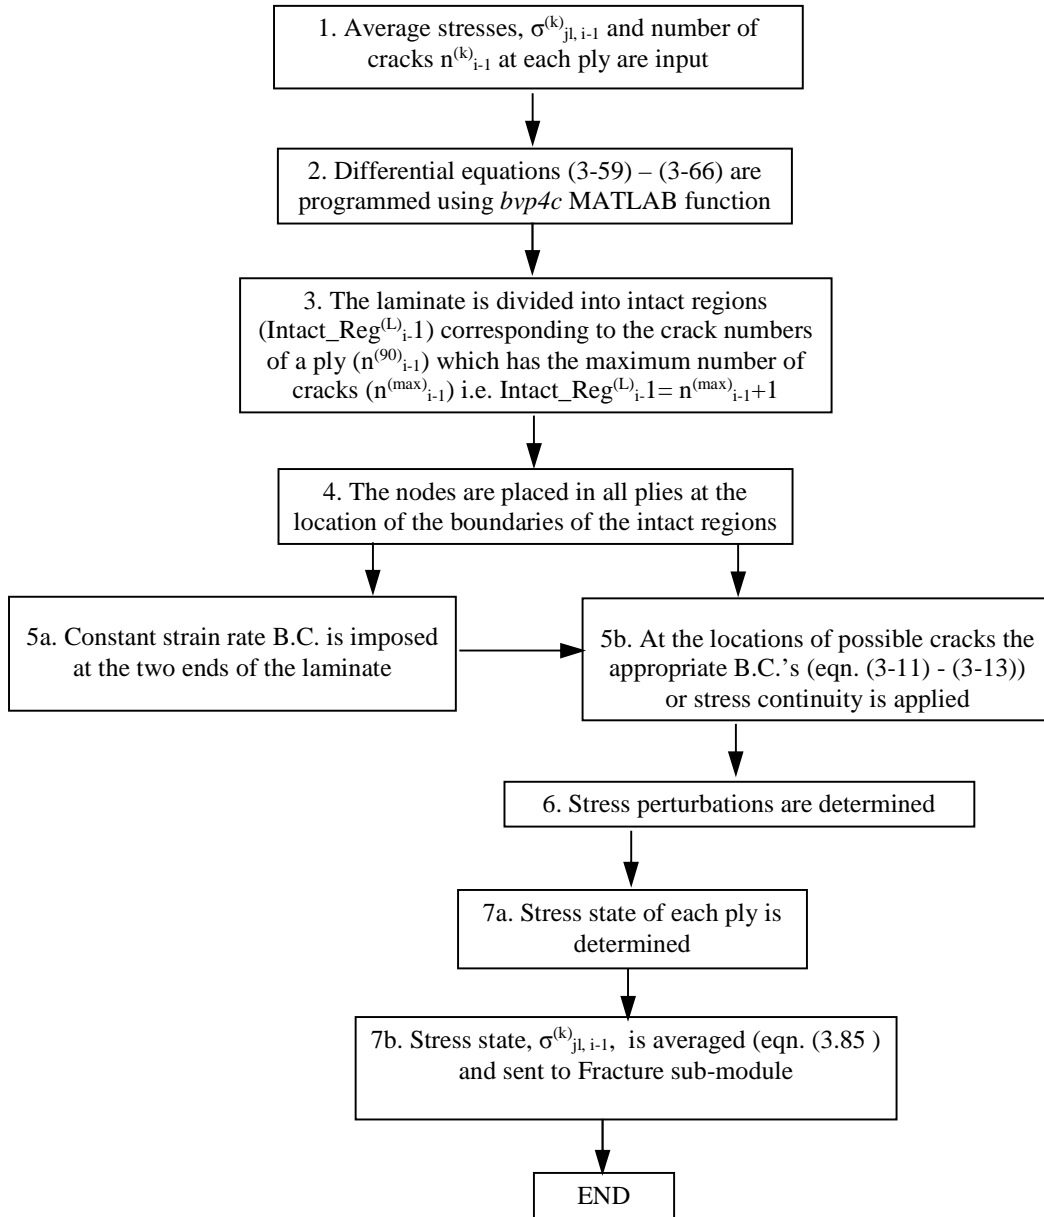 1. Average stresses, σ(k)jl, i-1 and number of
cracks n(k)i-1 at each ply are input
2. Differential equations (3-59) – (3-66) are
programmed using bvp4c MATLAB function
3. The laminate is divided into intact regions
(Intact_Reg(L)i-1) corresponding to the crack numbers
of a ply (n(90)i-1) which has the maximum number of
cracks (n(max)i-1) i.e. Intact_Reg(L)i-1= n(max)i-1+1
4. The nodes are placed in all plies at the
location of the boundaries of the intact regions
5a. Constant strain rate B.C. is imposed
at the two ends of the laminate
5b. At the locations of possible cracks the
appropriate B.C.’s (eqn. (3-11) - (3-13))
or stress continuity is applied
6. Stress perturbations are determined
7a. Stress state of each ply is
determined
7b. Stress state, σ(k)jl, i-1, is averaged (eqn. (3.85 )
and sent to Fracture sub-module
END